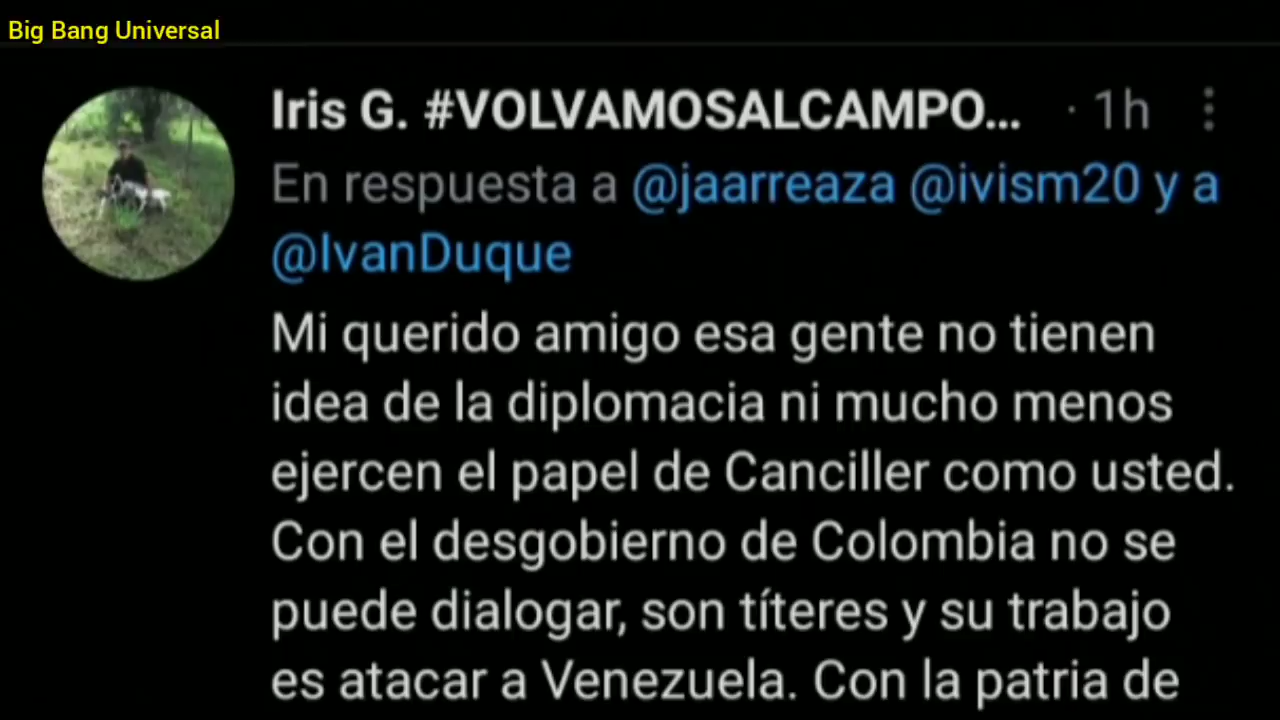 Big Bang Universal
Iris G. #VOLVAMOSALCAMPO... · 1h
En respuesta a @jaarreaza @ivism20 y a
@IvanDuque
Mi querido amigo esa gente no tienen
idea de la diplomacia ni mucho menos
ejercen el papel de Canciller como usted.
Con el desgobierno de Colombia no se
puede dialogar, son títeres y su trabajo
es atacar a Venezuela. Con la patria de